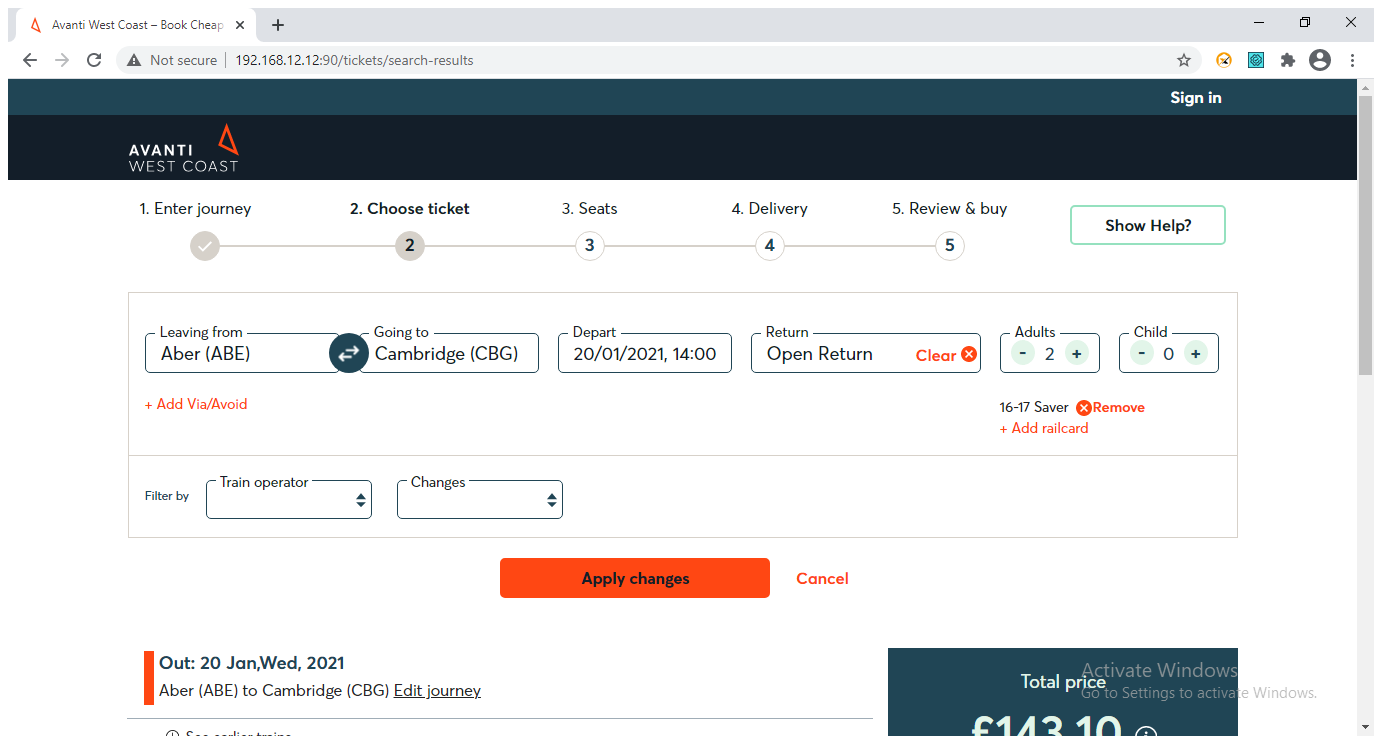 Avanti West Coast – Book Cheap
Not secure | 192.168.12.12:90/tickets/search-results
Sign in
AVANTI
WEST COAST
1. Enter journey 2. Choose ticket 3. Seats 4. Delivery 5. Review & buy
2 3 4 5
Show Help?
Leaving from Going to Depart Return Adults Child
Aber (ABE) Cambridge (CBG) 20/01/2021, 14:00 Open Return Clear - 2 + - 0 +
+ Add Via/Avoid
16-17 Saver Remove
+ Add railcard
Filter by Train operator Changes
Apply changes Cancel
Out: 20 Jan,Wed, 2021
Aber (ABE) to Cambridge (CBG) Edit journey
See earlier trains
Total price
£143.10
Activate Windows
Go to Settings to activate Windows.